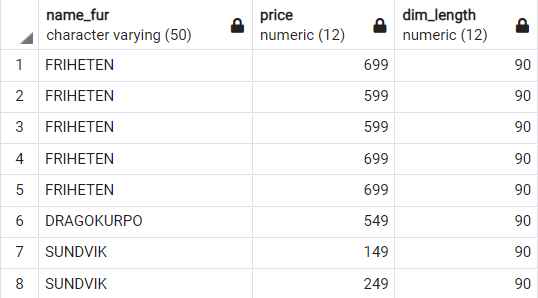 name_fur price dim_length
character varying (50) numeric (12) numeric (12)
1 FRIHETEN 699 90
2 FRIHETEN 599 90
3 FRIHETEN 599 90
4 FRIHETEN 699 90
5 FRIHETEN 699 90
6 DRAGOKURPO 549 90
7 SUNDVIK 149 90
8 SUNDVIK 249 90